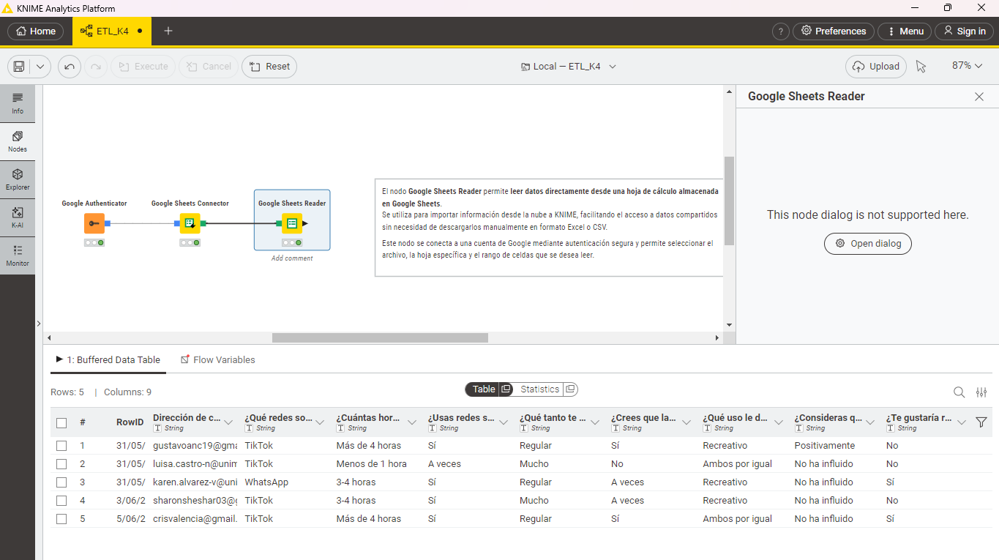 KNIME Analytics Platform
Home
ETL_K4
?
Preferences
Menu
Sign in
Execute
Cancel
Reset
Local — ETL_K4
Upload
87%
Info
Nodes
Explorer
K-AI
Monitor
Google Authenticator
Google Sheets Connector
Google Sheets Reader
Add comment
El nodo Google Sheets Reader permite leer datos directamente desde una hoja de cálculo almacenada
en Google Sheets.
Se utiliza para importar información desde la nube a KNIME, facilitando el acceso a datos compartidos
sin necesidad de descargarlos manualmente en formato Excel o CSV.
Este nodo se conecta a una cuenta de Google mediante autenticación segura y permite seleccionar el
archivo, la hoja específica y el rango de celdas que se desea leer.
Google Sheets Reader
This node dialog is not supported here.
Open dialog
1: Buffered Data Table
Flow Variables
Rows: 5 | Columns: 9
Table
Statistics
# RowID Dirección de c... ¿Qué redes so... ¿Cuántas hor... ¿Usas redes s... ¿Qué tanto te ... ¿Crees que la... ¿Qué uso le d... ¿Consideras q... ¿Te gustaría r...
T String T String T String T String T String T String T String T String T String
1 31/05/ gustavoanc19@gma TikTok Más de 4 horas Sí Regular Sí Recreativo Positivamente No
2 31/05/ luisa.castro-n@unim TikTok Menos de 1 hora A veces Mucho No Ambos por igual No ha influido No
3 31/05/ karen.alvarez-v@uni WhatsApp 3-4 horas Sí Regular A veces Recreativo No ha influido Sí
4 3/06/2 sharonsheshar03@g TikTok 3-4 horas Sí Mucho A veces Recreativo No ha influido No
5 5/06/2 crisvalencia@gmail. TikTok Más de 4 horas Sí Regular Sí Ambos por igual No ha influido Sí